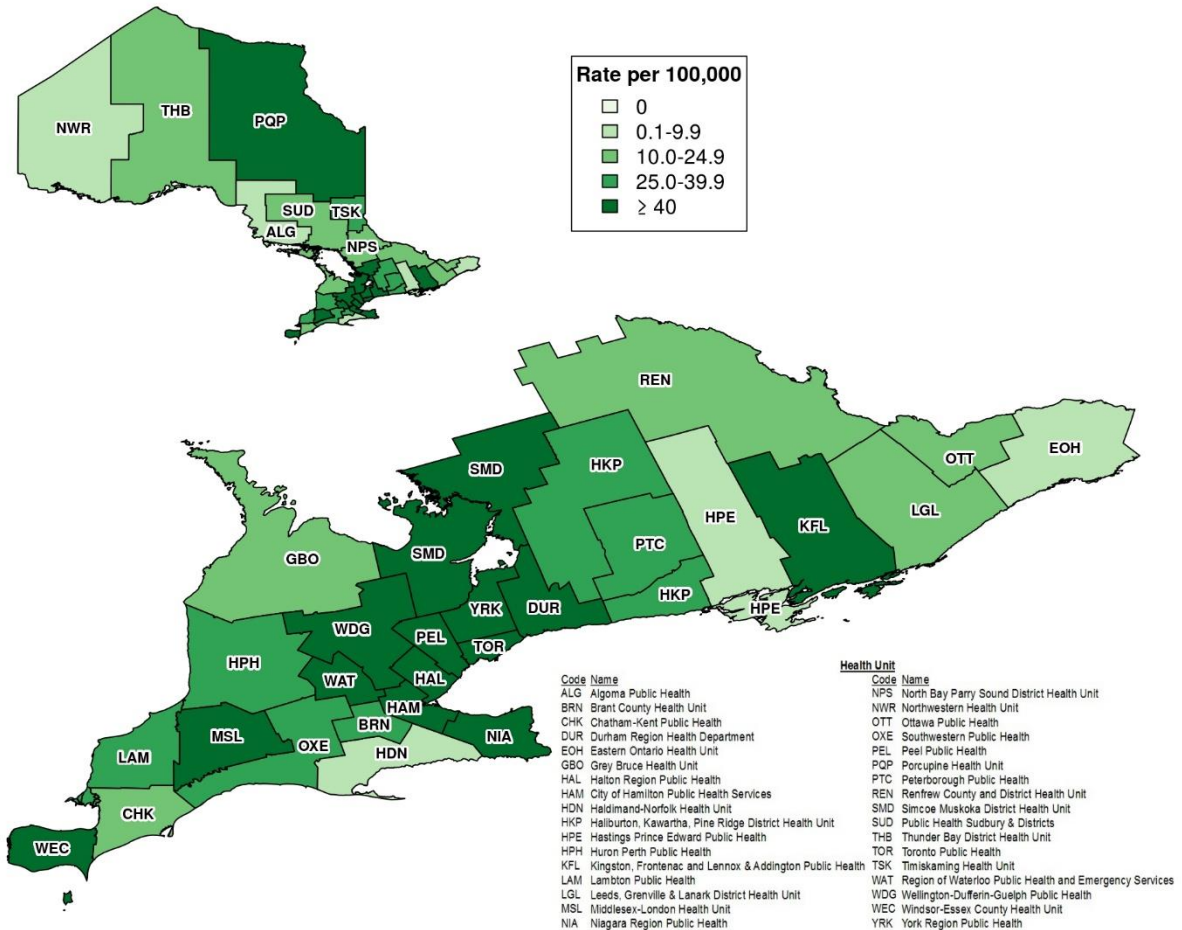 Rate per 100,000
0
0.1-9.9
10.0-24.9
25.0-39.9
≥ 40
NWR
THB
PQP
SUD
TSK
ALG
NPS
REN
SMD
HKP
OTT
EOH
HPE
KFL
LGL
GBO
SMD
PTC
HKP
HPE
YRK
DUR
WDG
PEL
TOR
HPH
WAT
HAL
HAM
BRN
NIA
MSL
OXE
HDN
LAM
CHK
WEC
Health Unit
Code Name
ALG Algoma Public Health
BRN Brant County Health Unit
CHK Chatham-Kent Public Health
DUR Durham Region Health Department
EOH Eastern Ontario Health Unit
GBO Grey Bruce Health Unit
HAL Halton Region Public Health
HAM City of Hamilton Public Health Services
HDN Haldimand-Norfolk Health Unit
HKP Haliburton, Kawartha, Pine Ridge District Health Unit
HPE Hastings Prince Edward Public Health
HPH Huron Perth Public Health
KFL Kingston, Frontenac and Lennox & Addington Public Health
LAM Lambton Public Health
LGL Leeds, Grenville & Lanark District Health Unit
MSL Middlesex-London Health Unit
NIA Niagara Region Public Health
Code Name
NPS North Bay Parry Sound District Health Unit
NWR Northwestern Health Unit
OTT Ottawa Public Health
OXE Southwestern Public Health
PEL Peel Public Health
PQP Porcupine Health Unit
PTC Peterborough Public Health
REN Renfrew County and District Health Unit
SMD Simcoe Muskoka District Health Unit
SUD Public Health Sudbury & Districts
THB Thunder Bay District Health Unit
TOR Toronto Public Health
TSK Timiskaming Health Unit
WAT Region of Waterloo Public Health and Emergency Services
WDG Wellington-Dufferin-Guelph Public Health
WEC Windsor-Essex County Health Unit
YRK York Region Public Health